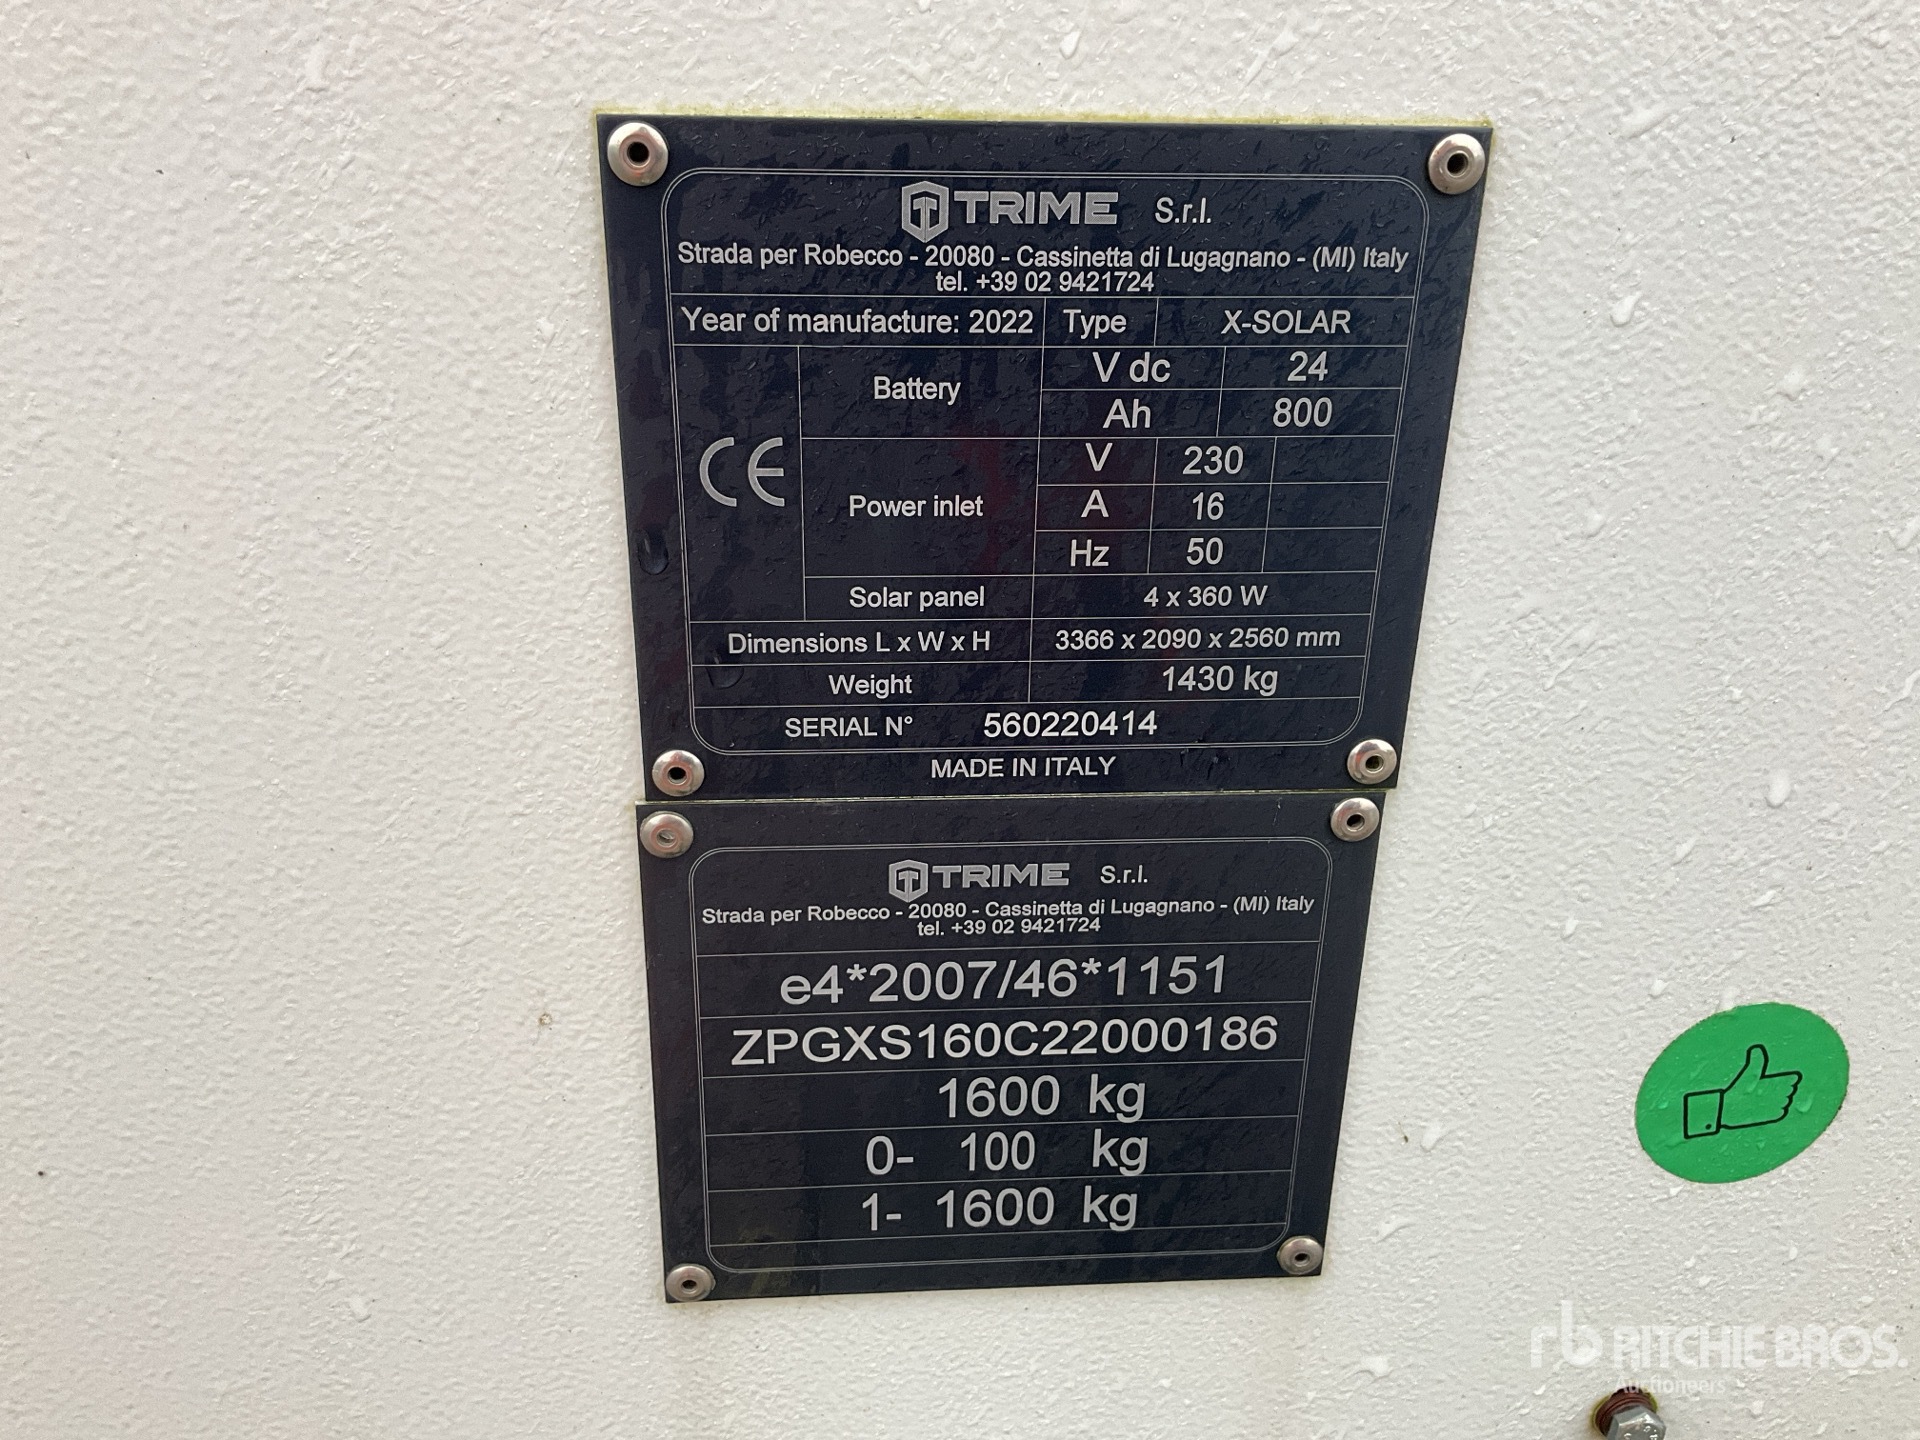 TRIME S.r.l.
Strada per Robecco - 20080 - Cassinetta di Lugagnano - (MI) Italy
tel. +39 02 9421724
Year of manufacture: 2022 Type X-SOLAR
CE
Battery
V dc 24
Ah 800
Power inlet
V 230
A 16
Hz 50
Solar panel 4 x 360 W
Dimensions L x W x H 3366 x 2090 x 2560 mm
Weight 1430 kg
SERIAL N° 560220414
MADE IN ITALY
TRIME S.r.l.
Strada per Robecco - 20080 - Cassinetta di Lugagnano - (MI) Italy
tel. +39 02 9421724
e4*2007/46*1151
ZPGXS160C22000186
1600 kg
0- 100 kg
1- 1600 kg
rb RITCHIE BROS.
Auctioneers